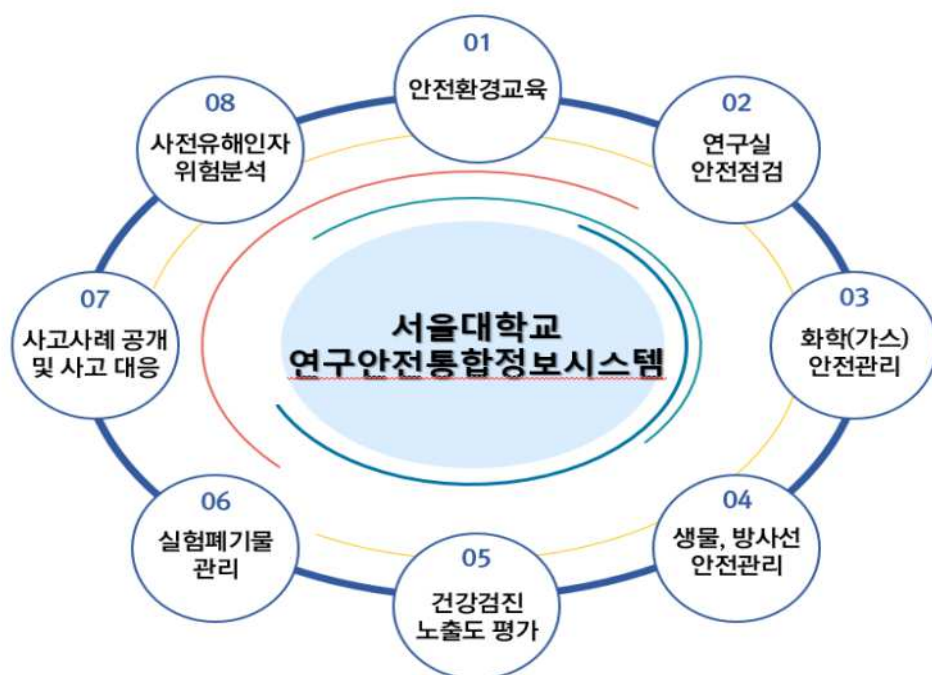 01
안전환경교육
02
연구실
안전점검
03
화학(가스)
안전관리
04
생물, 방사선
안전관리
05
건강검진
노출도 평가
06
실험폐기물
관리
07
사고사례 공개
및 사고 대응
08
사전유해인자
위험분석
서울대학교
연구안전통합정보시스템